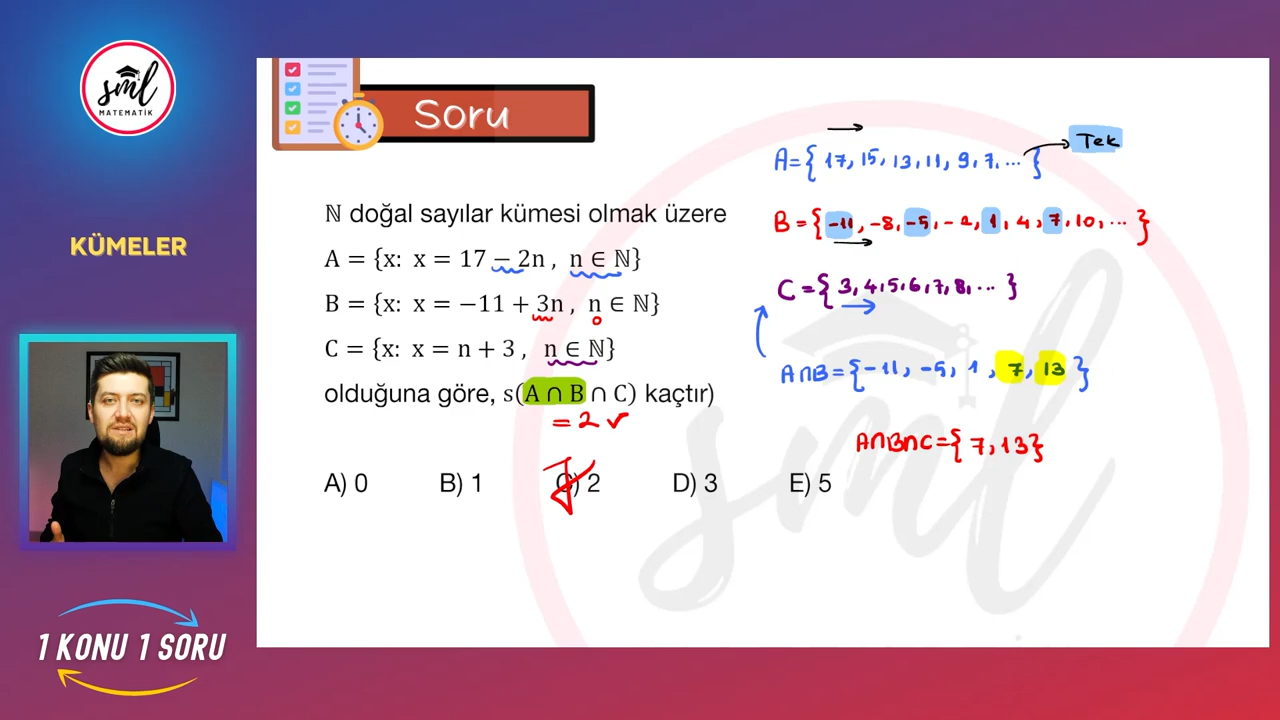 sml
MATEMATİK
KÜMELER
1 KONU 1 SORU
Soru
ℕ doğal sayılar kümesi olmak üzere
A = {x: x = 17 − 2n , n ∈ ℕ}
B = {x: x = −11 + 3n , n ∈ ℕ}
C = {x: x = n + 3 , n ∈ ℕ}
olduğuna göre, s(A ∩ B ∩ C) kaçtır)
= 2 ✓
A) 0 B) 1 C) 2 D) 3 E) 5
A={17, 15, 13, 11, 9, 7, ...} Tek
B = {-11, -8, -5, -2, 1, 4, 7, 10, ...}
C = {3, 4, 5, 6, 7, 8, ...}
A∩B={-11, -5, 1, 7, 13}
A∩B∩C={7, 13}
sml